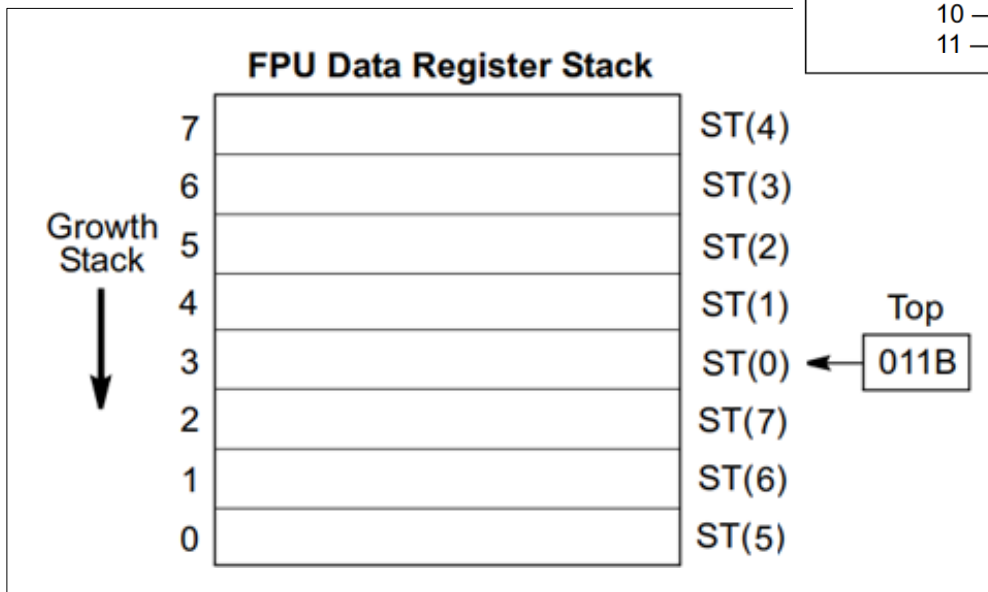 10 –
11 –
FPU Data Register Stack
7 ST(4)
6 ST(3)
Growth
Stack
5 ST(2)
4 ST(1)
Top
3 ST(0) 011B
2 ST(7)
1 ST(6)
0 ST(5)